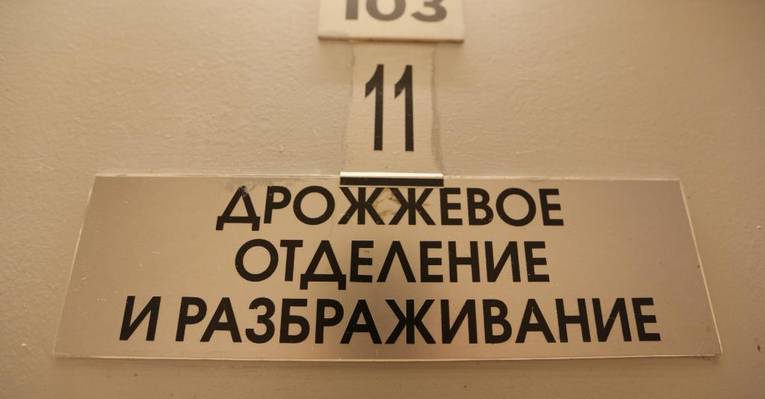 103
11
ДРОЖЖЕВОЕ
ОТДЕЛЕНИЕ
И РАЗБРАЖИВАНИЕ